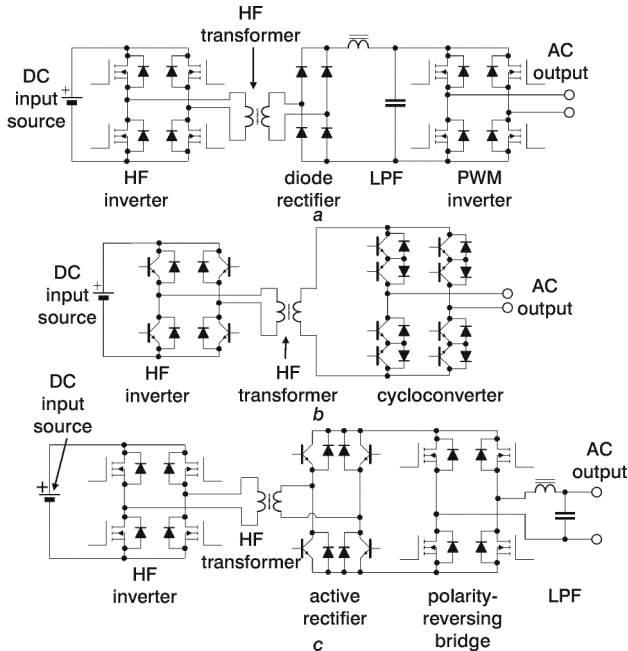 HF
transformer
DC
input
source
+
AC
output
HF
inverter
diode
rectifier
LPF
PWM
inverter
a
DC
input
source
+
AC
output
HF
inverter
HF
transformer
cycloconverter
b
DC
input
source
+
AC
output
HF
transformer
HF
inverter
active
rectifier
polarity-
reversing
bridge
LPF
c